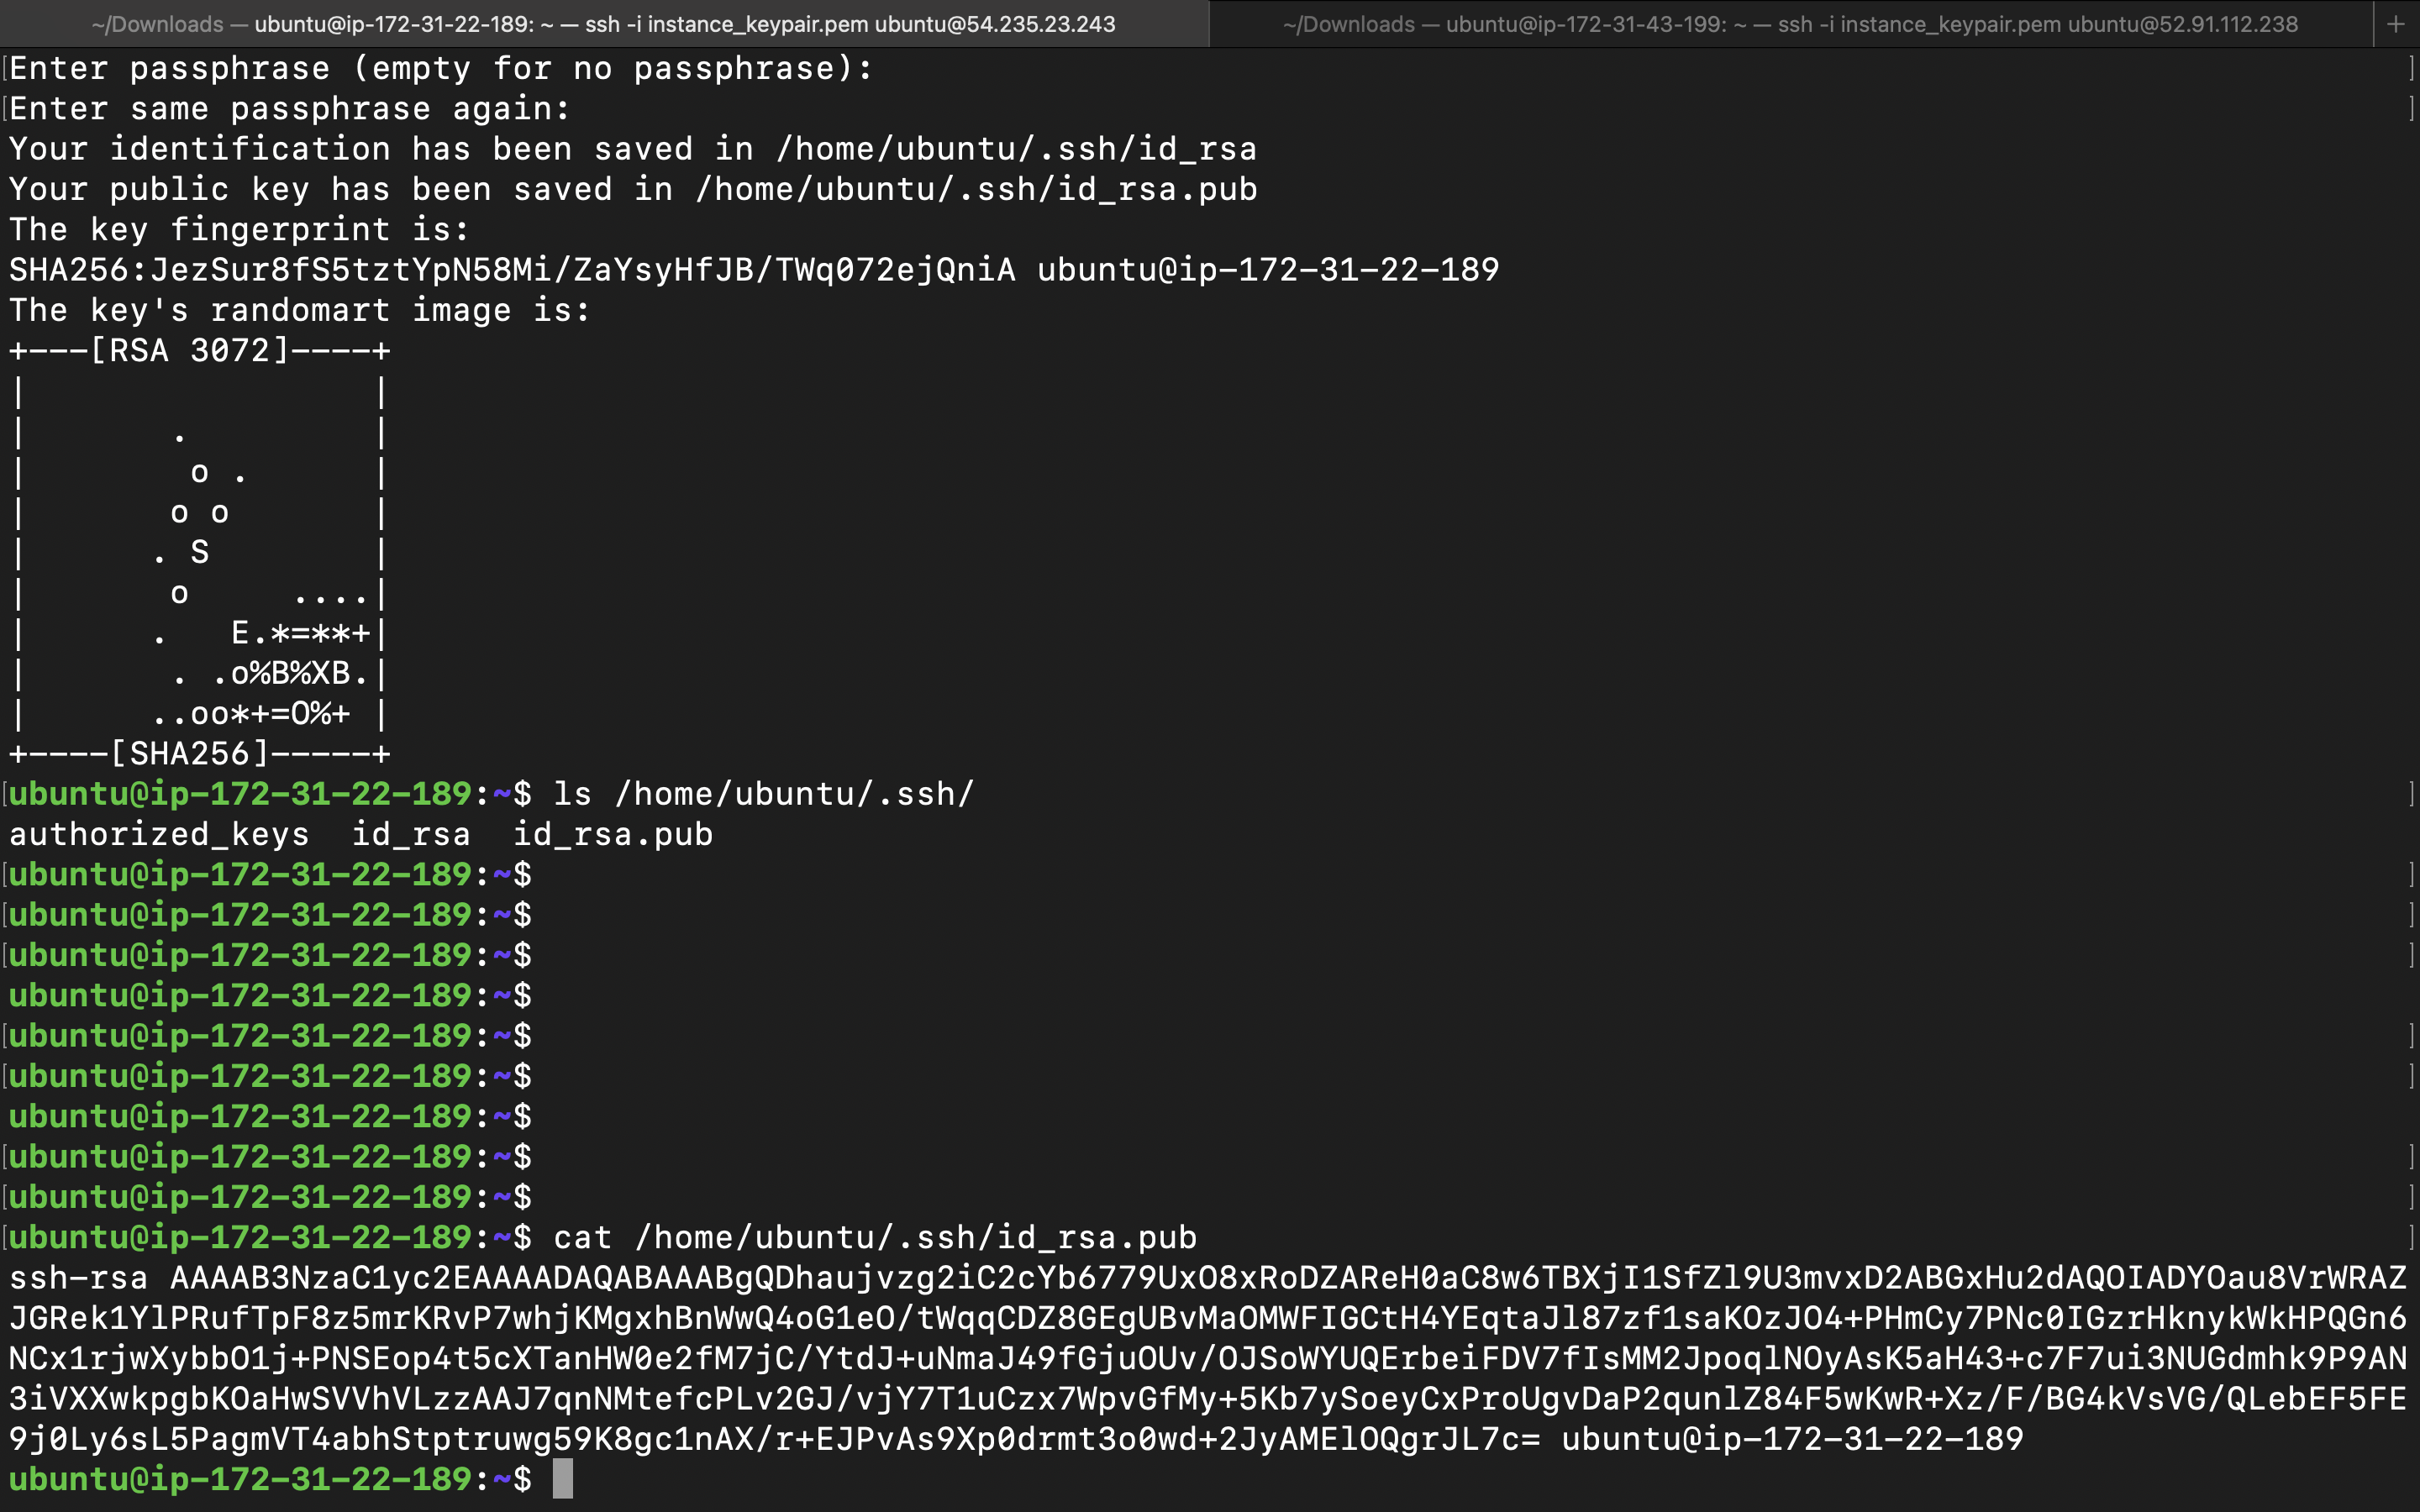 ~/Downloads — ubuntu@ip-172-31-22-189: ~ — ssh -i instance_keypair.pem ubuntu@54.235.23.243
~/Downloads — ubuntu@ip-172-31-43-199: ~ — ssh -i instance_keypair.pem ubuntu@52.91.112.238
+
[Enter passphrase (empty for no passphrase): ]
[Enter same passphrase again: ]
Your identification has been saved in /home/ubuntu/.ssh/id_rsa
Your public key has been saved in /home/ubuntu/.ssh/id_rsa.pub
The key fingerprint is:
SHA256:JezSur8fS5tztYpN58Mi/ZaYsyHfJB/TWq072ejQniA ubuntu@ip-172-31-22-189
The key's randomart image is:
+---[RSA 3072]----+
|                 |
|       .         |
|        o .      |
|       o o       |
|      . S        |
|       o     ....|
|      .   E.*=**+|
|       . .o%B%XB.|
|      ..oo*+=O%+ |
+----[SHA256]-----+
[ubuntu@ip-172-31-22-189:~$ ls /home/ubuntu/.ssh/ ]
authorized_keys  id_rsa  id_rsa.pub
[ubuntu@ip-172-31-22-189:~$ ]
[ubuntu@ip-172-31-22-189:~$ ]
[ubuntu@ip-172-31-22-189:~$ ]
ubuntu@ip-172-31-22-189:~$
[ubuntu@ip-172-31-22-189:~$ ]
[ubuntu@ip-172-31-22-189:~$ ]
ubuntu@ip-172-31-22-189:~$
[ubuntu@ip-172-31-22-189:~$ ]
[ubuntu@ip-172-31-22-189:~$ ]
[ubuntu@ip-172-31-22-189:~$ cat /home/ubuntu/.ssh/id_rsa.pub ]
ssh-rsa AAAAB3NzaC1yc2EAAAADAQABAAABgQDhaujvzg2iC2cYb6779UxO8xRoDZAReH0aC8w6TBXjI1SfZl9U3mvxD2ABGxHu2dAQOIADYOau8VrWRAZ
JGRek1YlPRufTpF8z5mrKRvP7whjKMgxhBnWwQ4oG1eO/tWqqCDZ8GEgUBvMaOMWFIGCtH4YEqtaJl87zf1saKOzJO4+PHmCy7PNc0IGzrHknykWkHPQGn6
NCx1rjwXybbO1j+PNSEop4t5cXTanHW0e2fM7jC/YtdJ+uNmaJ49fGjuOUv/OJSoWYUQErbeiFDV7fIsMM2JpoqlNOyAsK5aH43+c7F7ui3NUGdmhk9P9AN
3iVXXwkpgbKOaHwSVVhVLzzAAJ7qnNMtefcPLv2GJ/vjY7T1uCzx7WpvGfMy+5Kb7ySoeyCxProUgvDaP2qunlZ84F5wKwR+Xz/F/BG4kVsVG/QLebEF5FE
9j0Ly6sL5PagmVT4abhStptruwg59K8gc1nAX/r+EJPvAs9Xp0drmt3o0wd+2JyAMElOQgrJL7c= ubuntu@ip-172-31-22-189
ubuntu@ip-172-31-22-189:~$